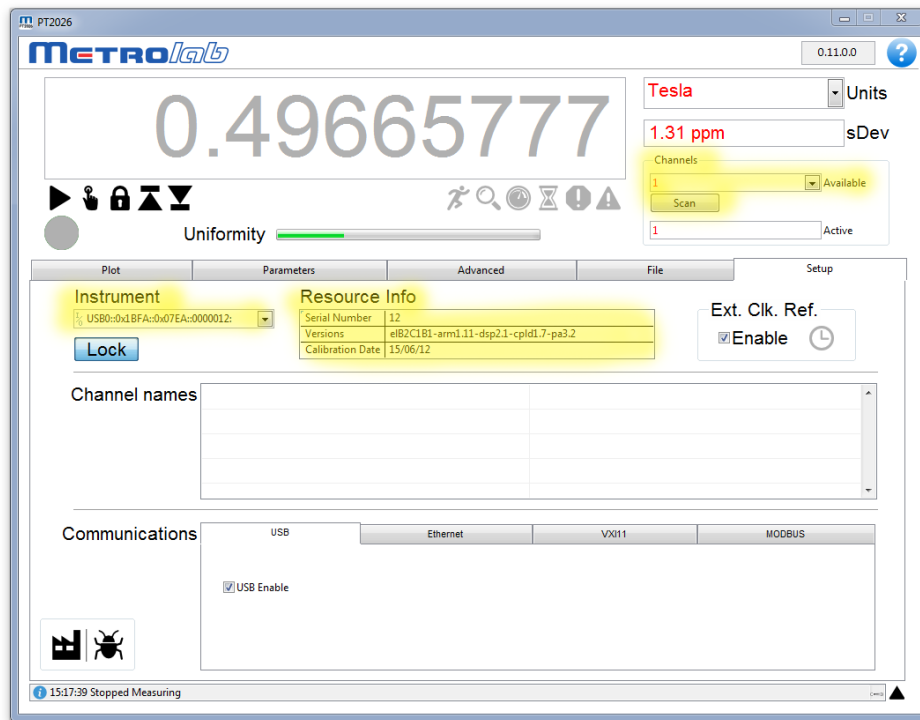 PT2026
METROlab
0.11.0.0
?
0.49665777
Tesla
Units
1.31 ppm
sDev
Channels
1
Available
Scan
1
Active
Uniformity
Plot
Parameters
Advanced
File
Setup
Instrument
USB0::0x1BFA::0x07EA::0000012:
Lock
Resource Info
Serial Number 12
Versions elB2C1B1-arm1.11-dsp2.1-cpld1.7-pa3.2
Calibration Date 15/06/12
Ext. Clk. Ref.
Enable
Channel names
Communications
USB
Ethernet
VXI11
MODBUS
USB Enable
15:17:39 Stopped Measuring